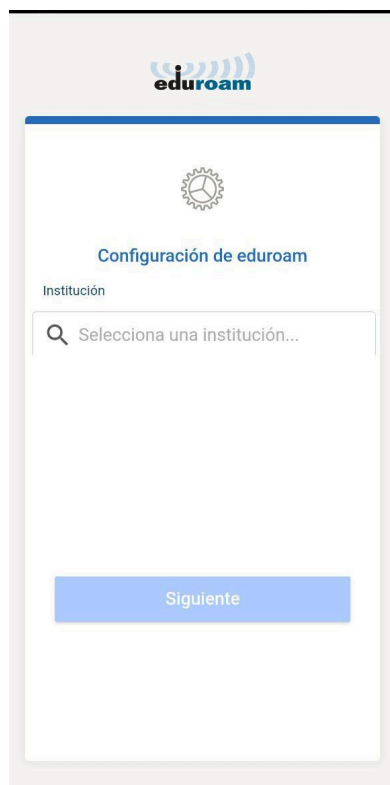 eduroam
Configuración de eduroam
Institución
Selecciona una institución...
Siguiente